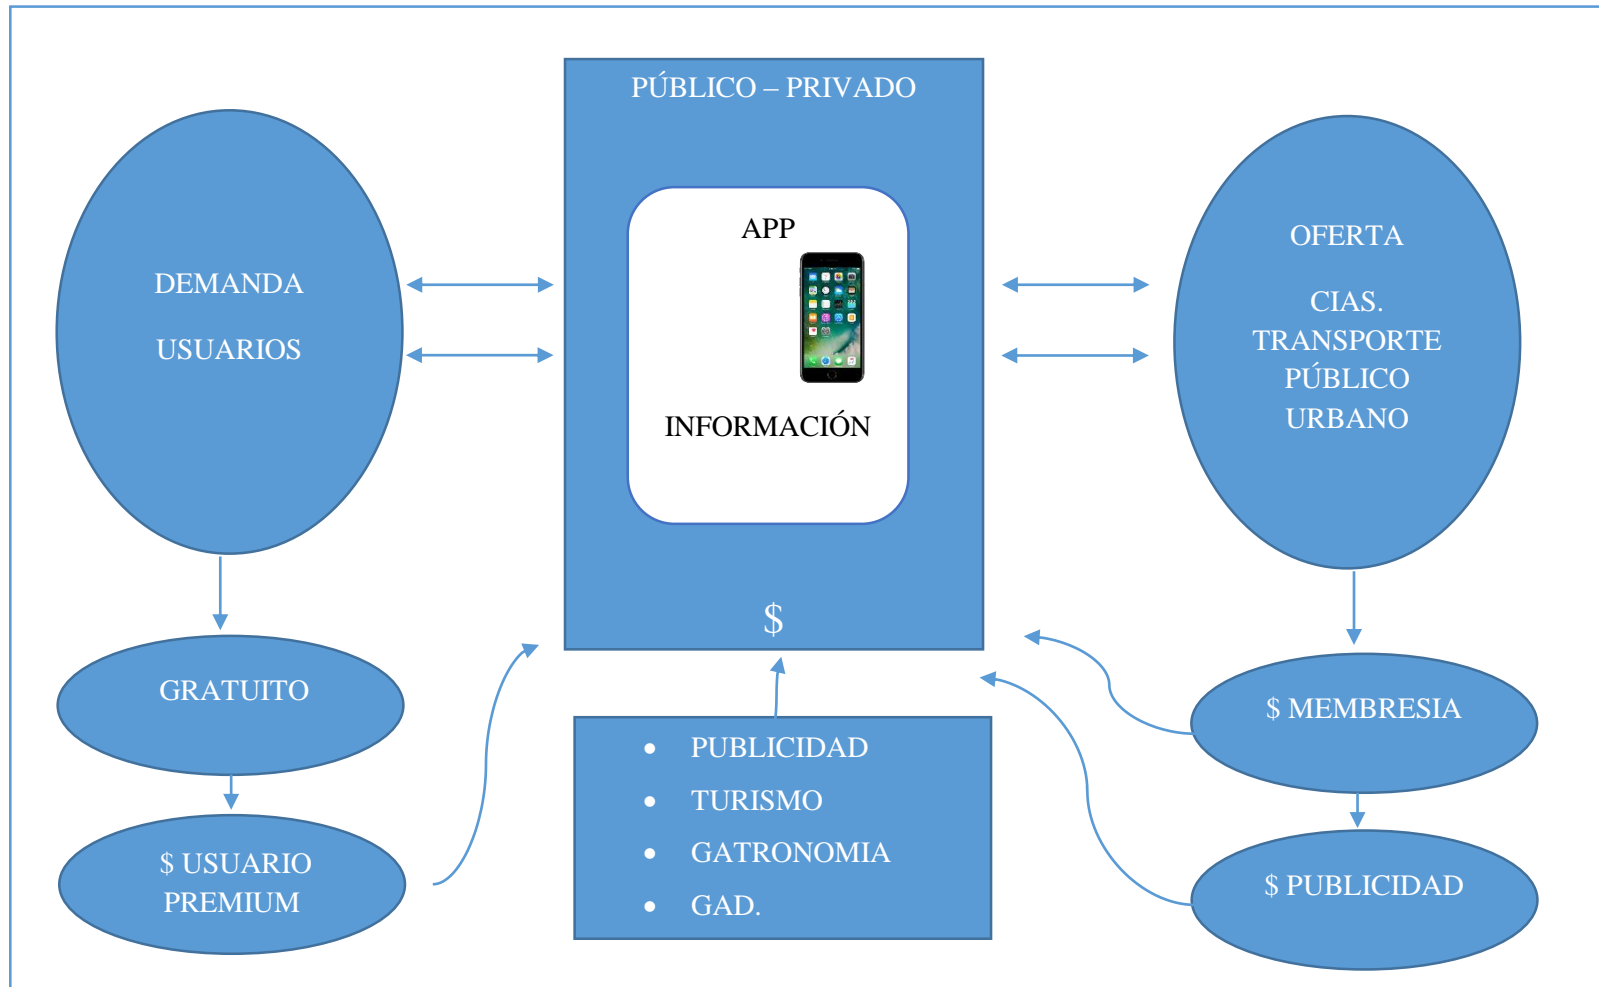 PÚBLICO – PRIVADO
APP
INFORMACIÓN
$
DEMANDA
USUARIOS
GRATUITO
$ USUARIO
PREMIUM
• PUBLICIDAD
• TURISMO
• GATRONOMIA
• GAD.
OFERTA
CIAS.
TRANSPORTE
PÚBLICO
URBANO
$ MEMBRESIA
$ PUBLICIDAD